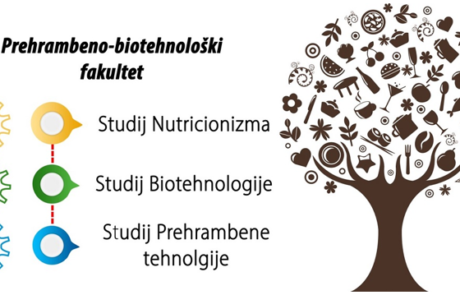 Prehrambeno-biotehnološki
fakultet
Studij Nutricionizma
Studij Biotehnologije
Studij Prehrambene
tehnolgije